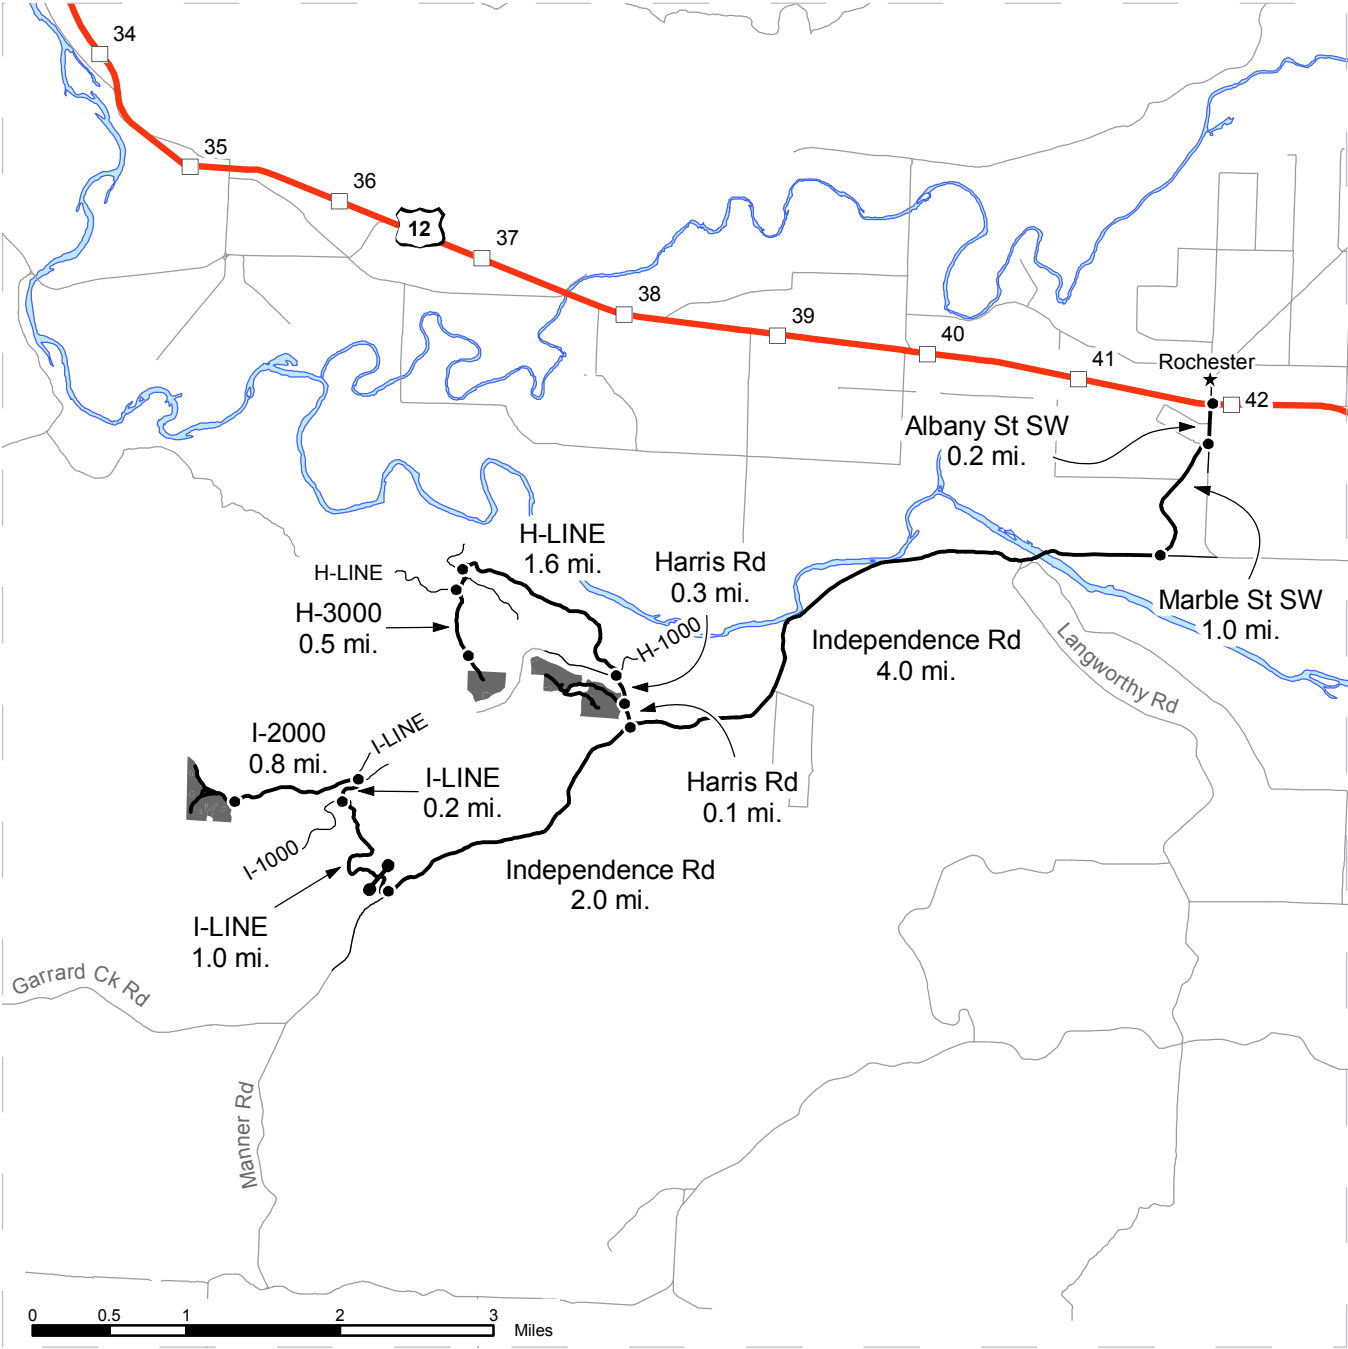 34
35
36
12
37
38
39
40
41
Rochester
42
Albany St SW
0.2 mi.
H-LINE
1.6 mi.
Harris Rd
0.3 mi.
H-LINE
H-3000
0.5 mi.
H-1000
Marble St SW
1.0 mi.
Independence Rd
4.0 mi.
Langworthy Rd
I-2000
0.8 mi.
I-LINE
I-LINE
0.2 mi.
Harris Rd
0.1 mi.
I-1000
Independence Rd
2.0 mi.
I-LINE
1.0 mi.
Garrard Ck Rd
Manner Rd
0 0.5 1 2 3
Miles